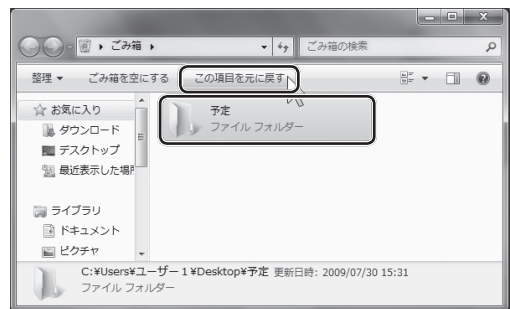 ごみ箱
ごみ箱の検索
整理 ごみ箱を空にする この項目を元に戻す
お気に入り
ダウンロード
デスクトップ
最近表示した場所
ライブラリ
ドキュメント
ピクチャ
予定
ファイル フォルダー
C:¥Users¥ユーザー 1 ¥Desktop¥予定 更新日時: 2009/07/30 15:31
ファイル フォルダー